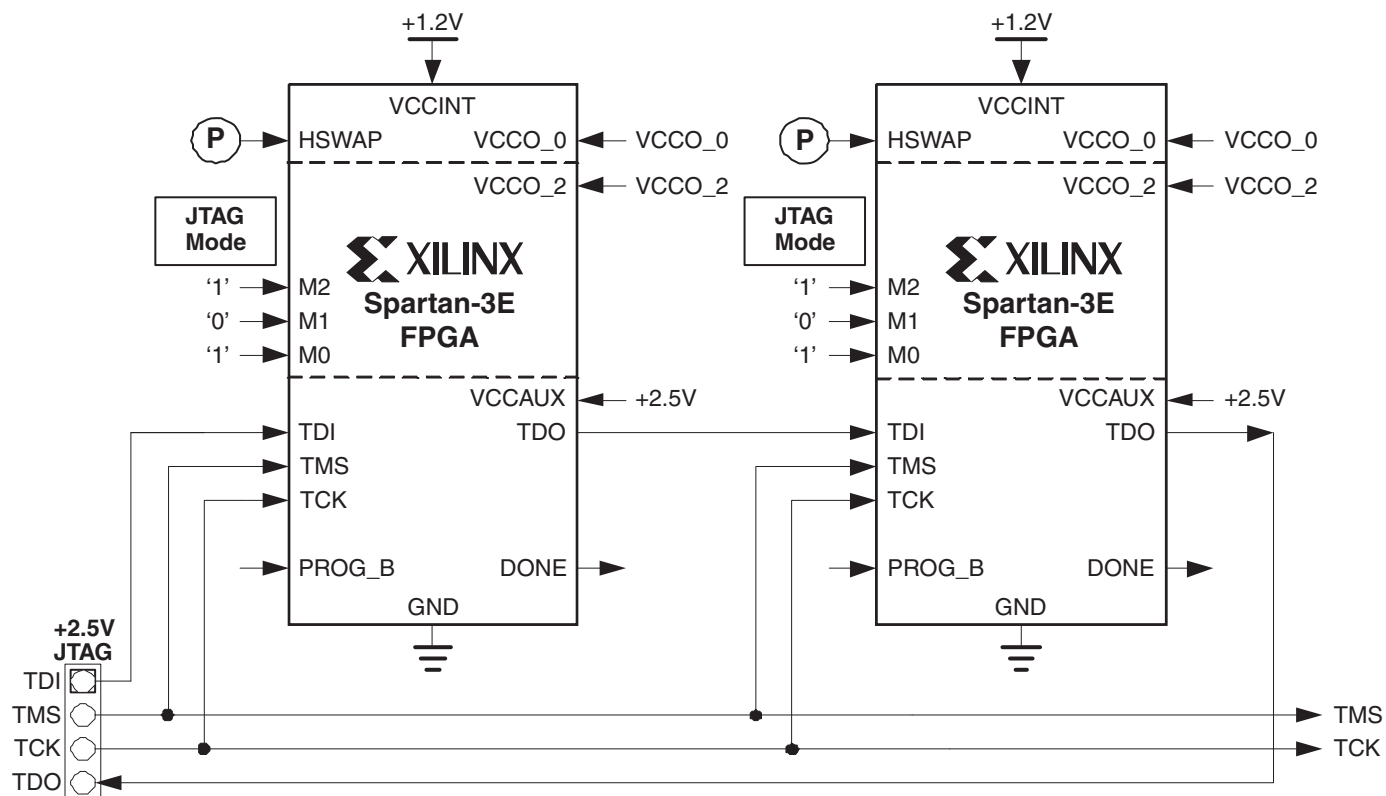 +1.2V
+1.2V
VCCINT
VCCINT
P
HSWAP
VCCO_0
VCCO_0
P
HSWAP
VCCO_0
VCCO_0
VCCO_2
VCCO_2
VCCO_2
VCCO_2
JTAG
Mode
JTAG
Mode
XILINX
XILINX
‘1’
M2
Spartan-3E
‘1’
M2
Spartan-3E
‘0’
M1
FPGA
‘0’
M1
FPGA
‘1’
M0
‘1’
M0
VCCAUX
+2.5V
VCCAUX
+2.5V
TDI
TDO
TDI
TDO
TMS
TMS
TCK
TCK
PROG_B
DONE
PROG_B
DONE
GND
GND
+2.5V
JTAG
TDI
TMS
TMS
TCK
TCK
TDO